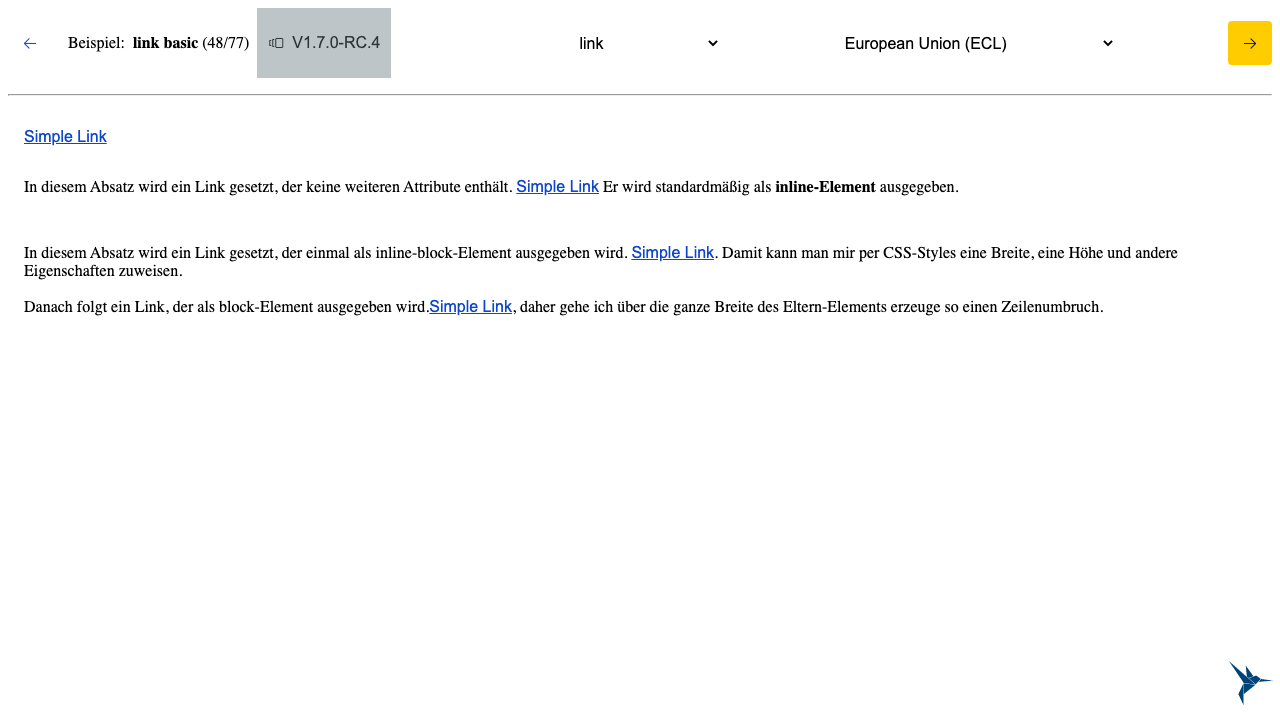 Beispiel: link basic (48/77) V1.7.0-RC.4 link European Union (ECL)
Simple Link
In diesem Absatz wird ein Link gesetzt, der keine weiteren Attribute enthält. Simple Link Er wird standardmäßig als inline-Element ausgegeben.
In diesem Absatz wird ein Link gesetzt, der einmal als inline-block-Element ausgegeben wird. Simple Link. Damit kann man mir per CSS-Styles eine Breite, eine Höhe und andere
Eigenschaften zuweisen.
Danach folgt ein Link, der als block-Element ausgegeben wird.Simple Link, daher gehe ich über die ganze Breite des Eltern-Elements erzeuge so einen Zeilenumbruch.